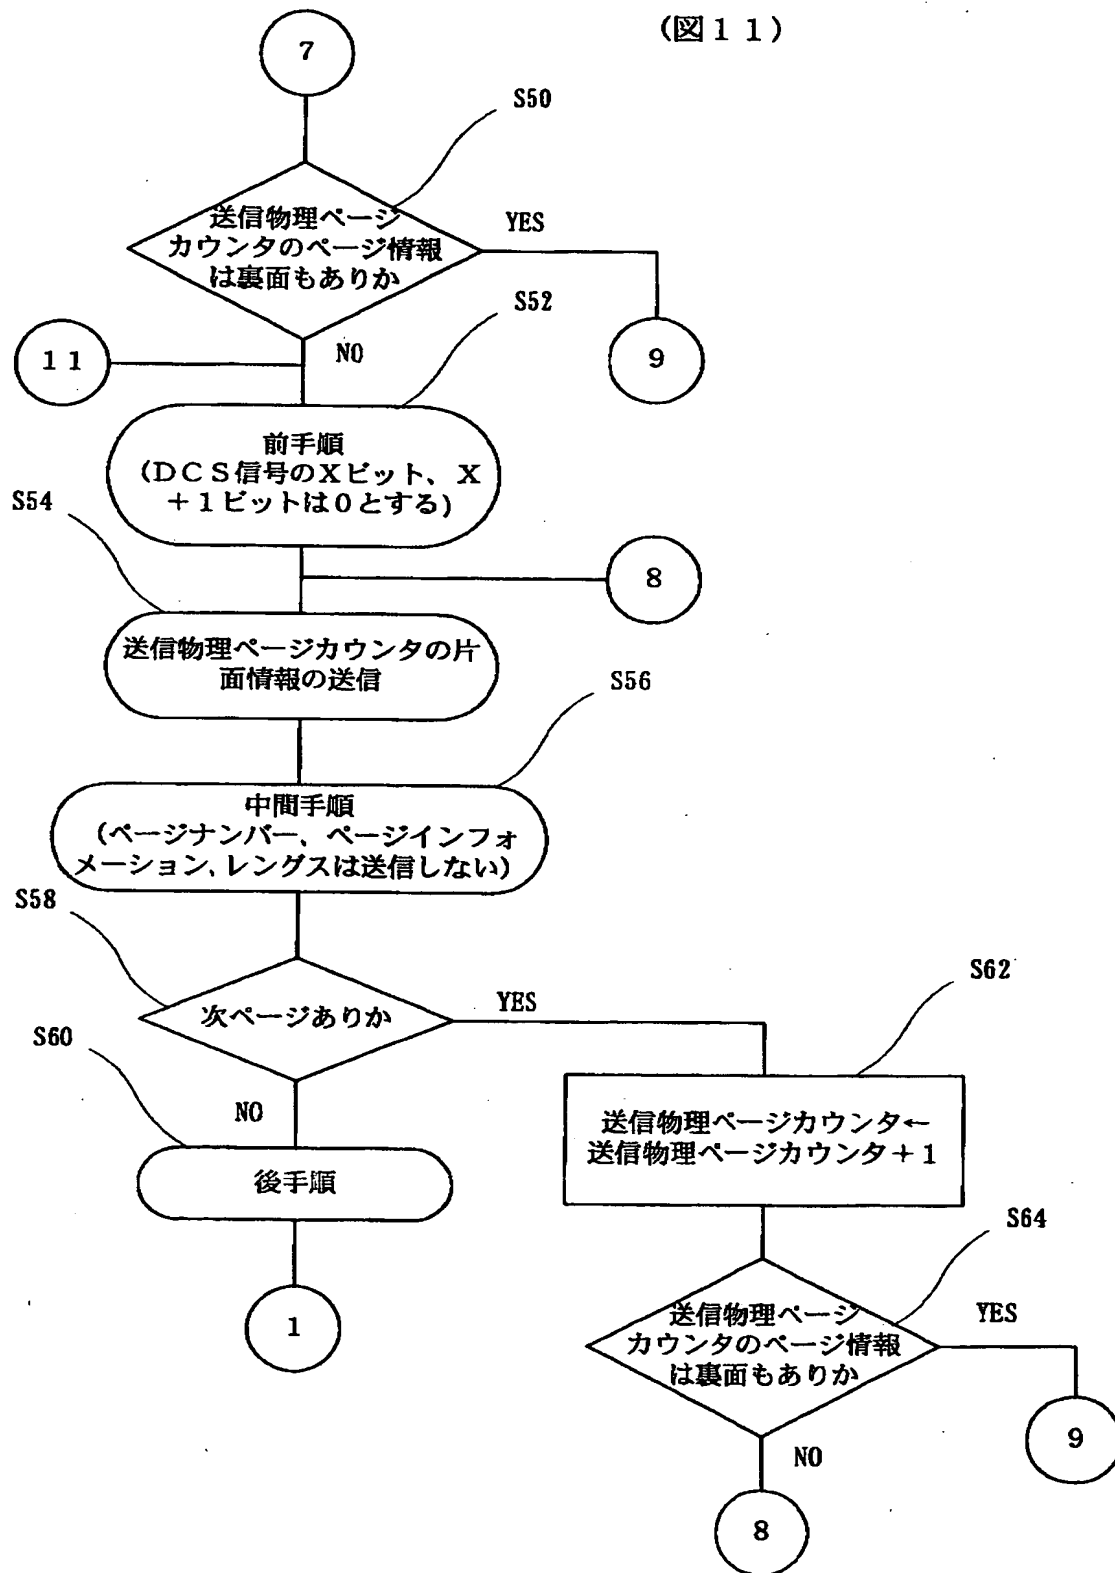 (図11)
7
S50
送信物理ページ
カウンタのページ情報
は裏面もありか
YES
S52
11
NO
9
前手順
(DCS信号のXビット、X
+1ビットは0とする)
S54
8
送信物理ページカウンタの片
面情報の送信
S56
中間手順
(ページナンバー、ページインフォ
メーション、レングスは送信しない)
S58
次ページありか
YES
S62
S60
NO
送信物理ページカウンタ←
送信物理ページカウンタ+1
後手順
S64
1
送信物理ページ
カウンタのページ情報
は裏面もありか
YES
9
NO
8